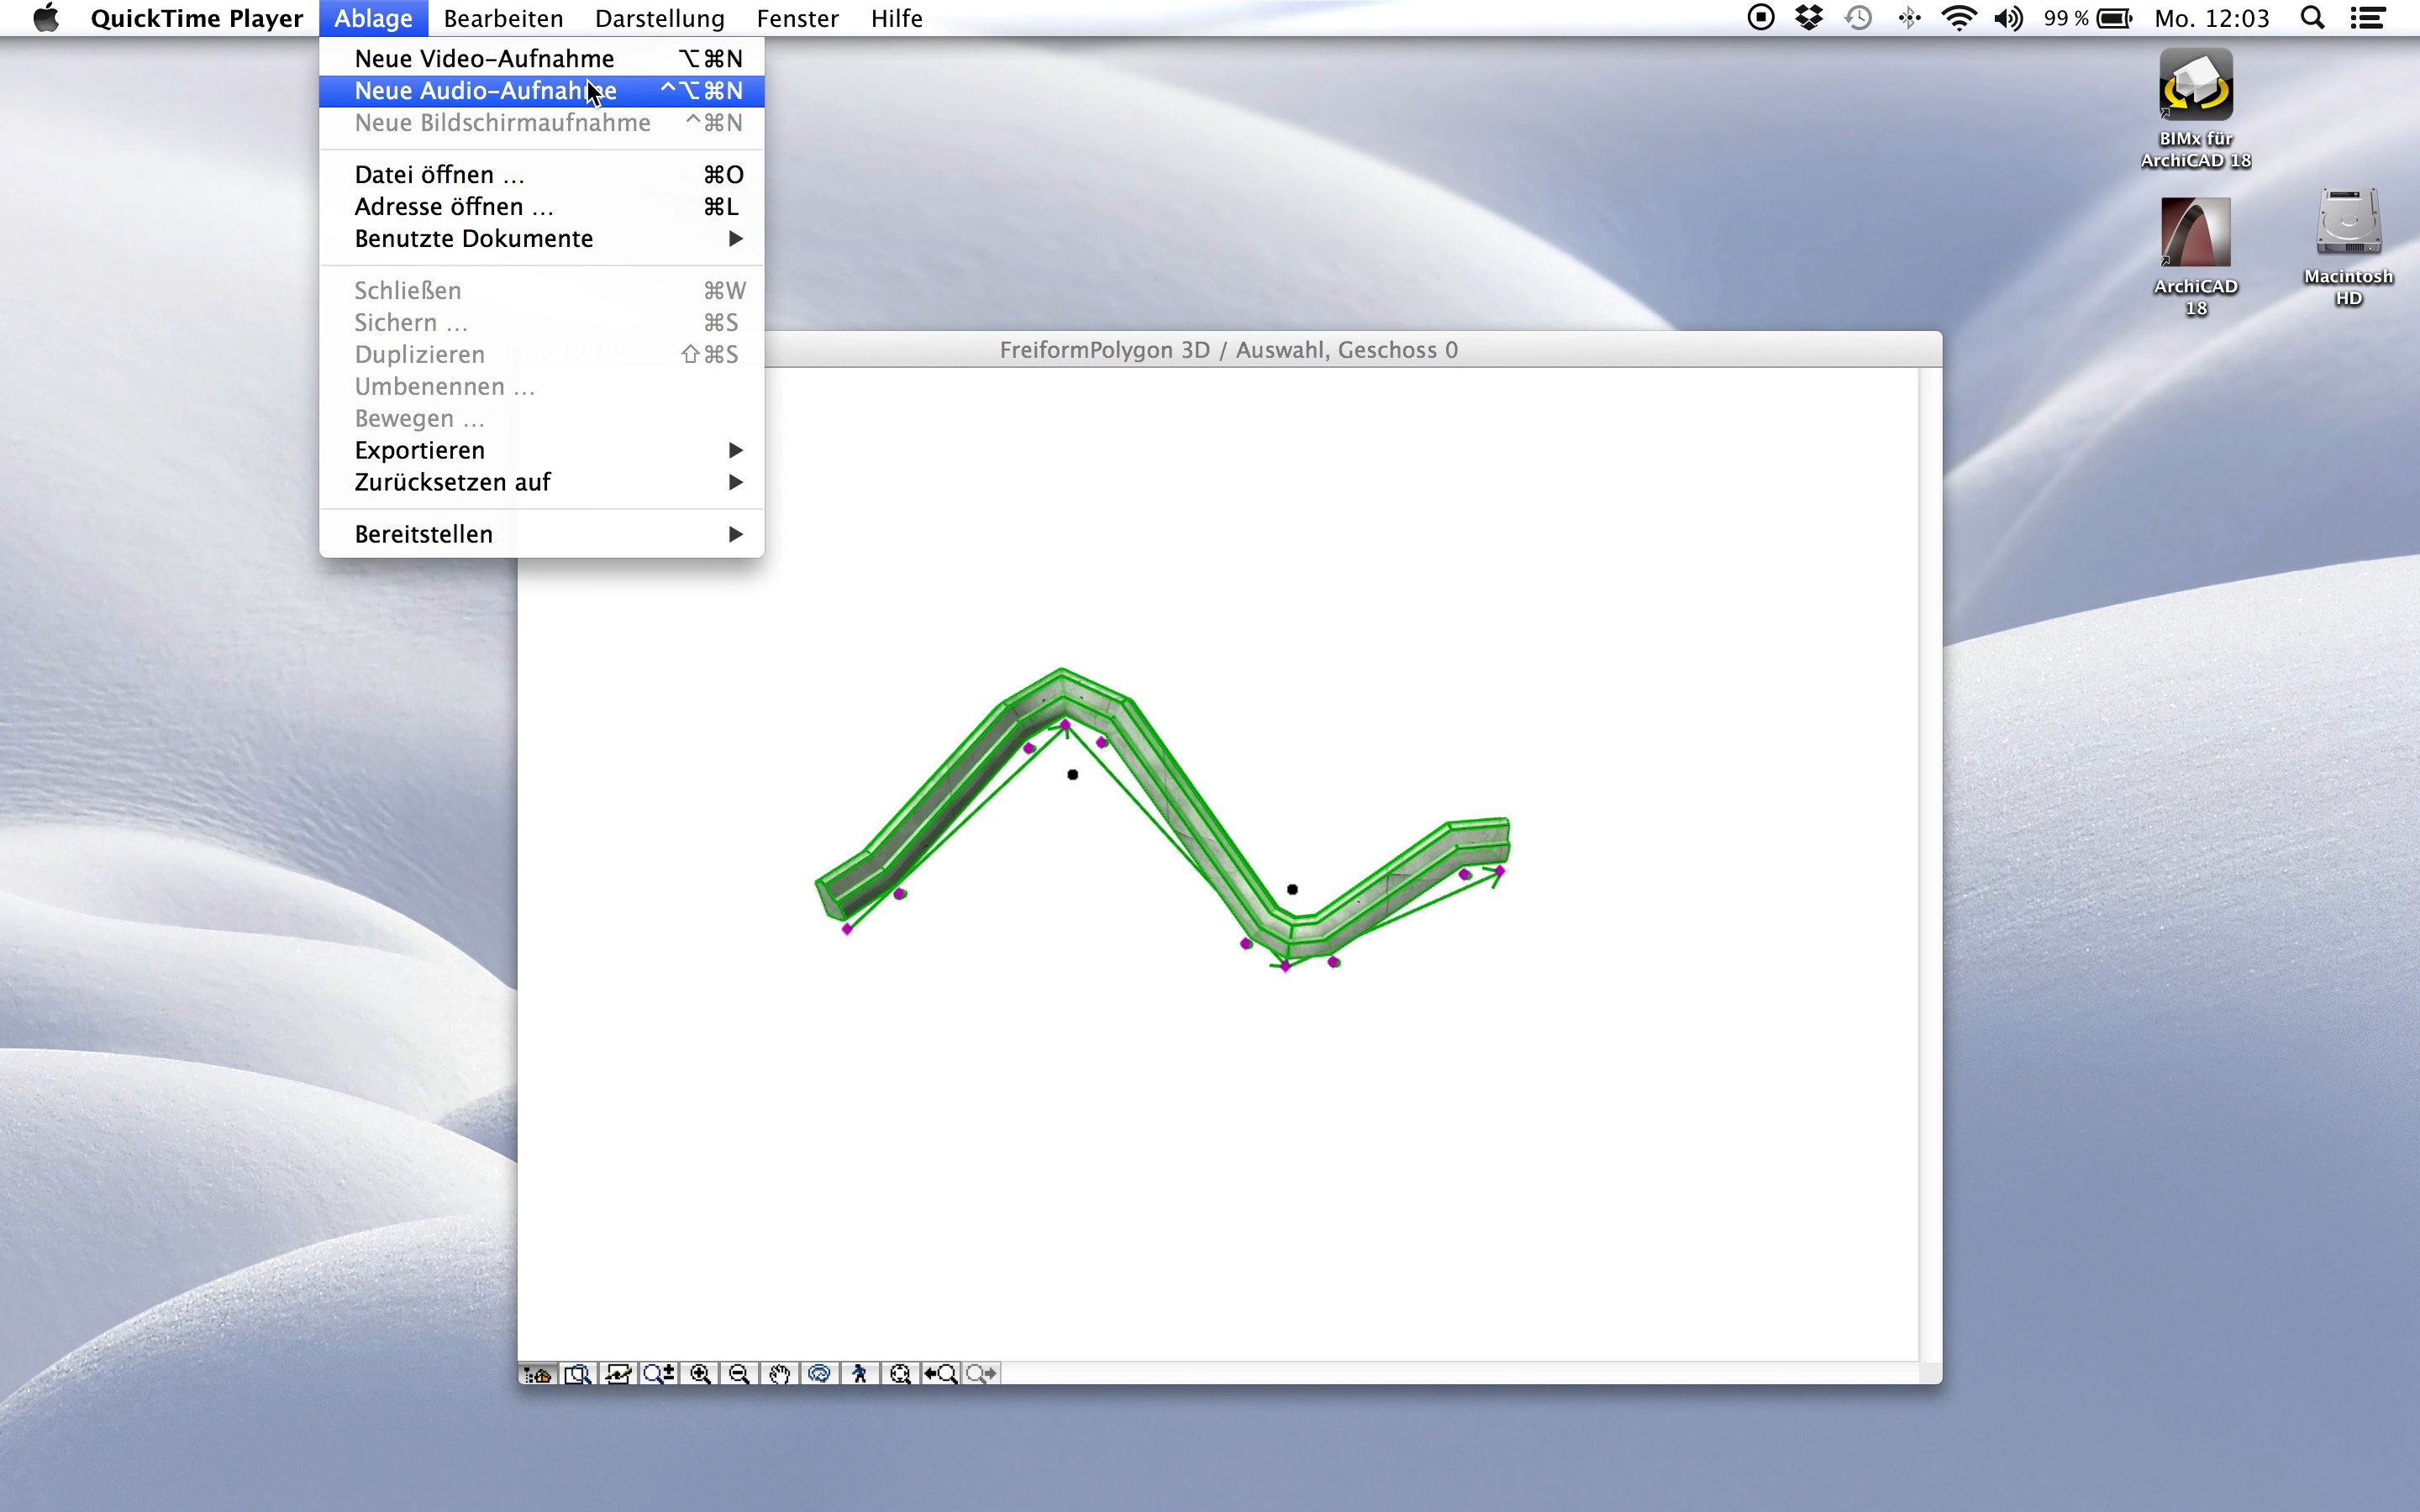 QuickTime Player Ablage Bearbeiten Darstellung Fenster Hilfe 99 % Mo. 12:03
Neue Video-Aufnahme ⌥⌘N
Neue Audio-Aufnahme ^⌥⌘N
Neue Bildschirmaufnahme ^⌘N
Datei öffnen ... ⌘O
Adresse öffnen ... ⌘L
Benutzte Dokumente ▶
Schließen ⌘W
Sichern ... ⌘S
Duplizieren ⇧⌘S
Umbenennen ...
Bewegen ...
Exportieren ▶
Zurücksetzen auf ▶
Bereitstellen ▶
BIMx für
ArchiCAD 18
ArchiCAD
18
Macintosh
HD
FreiformPolygon 3D / Auswahl, Geschoss 0